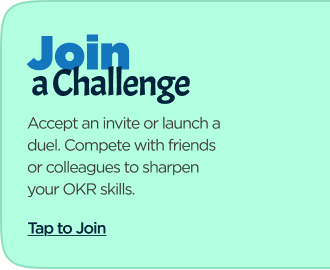 Join
a Challenge
Accept an invite or launch a
duel. Compete with friends
or colleagues to sharpen
your OKR skills.
Tap to Join